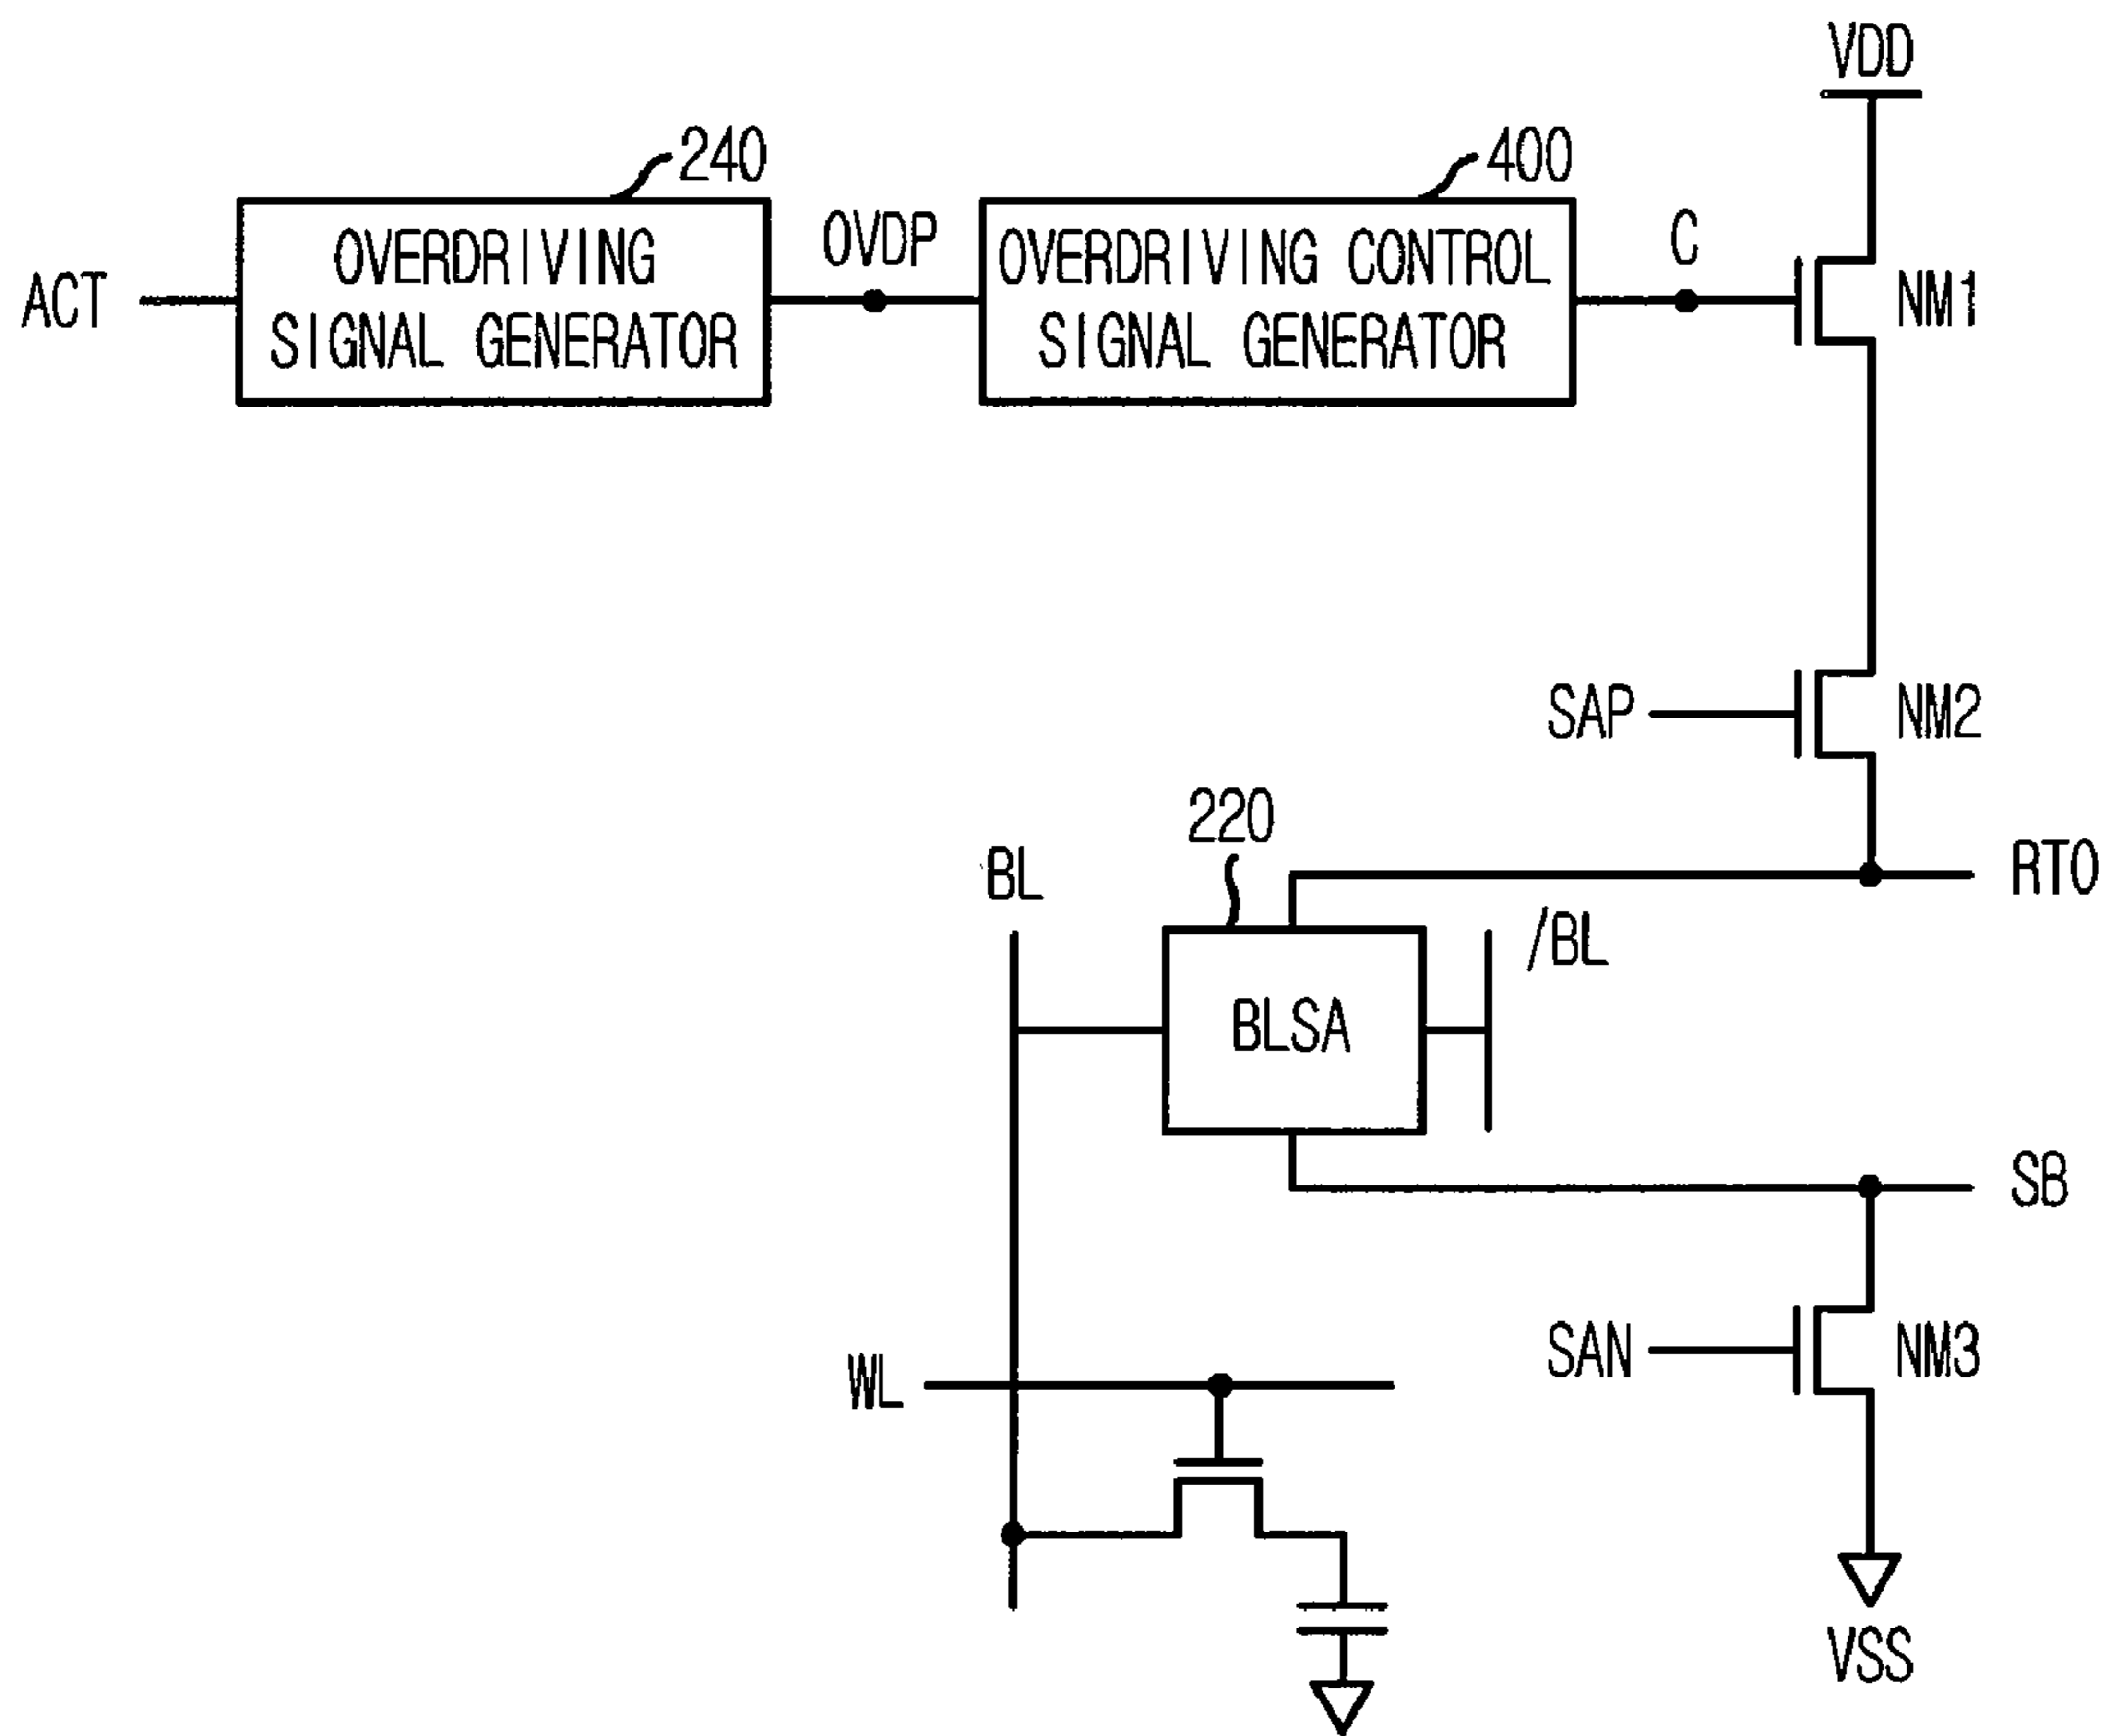 VDD
240
400
OVERDRIVING
SIGNAL GENERATOR
OVDP
OVERDRIVING CONTROL
SIGNAL GENERATOR
C
ACT
NM1
SAP
NM2
220
BL
RTO
/BL
BLSA
SB
SAN
NM3
WL
VSS